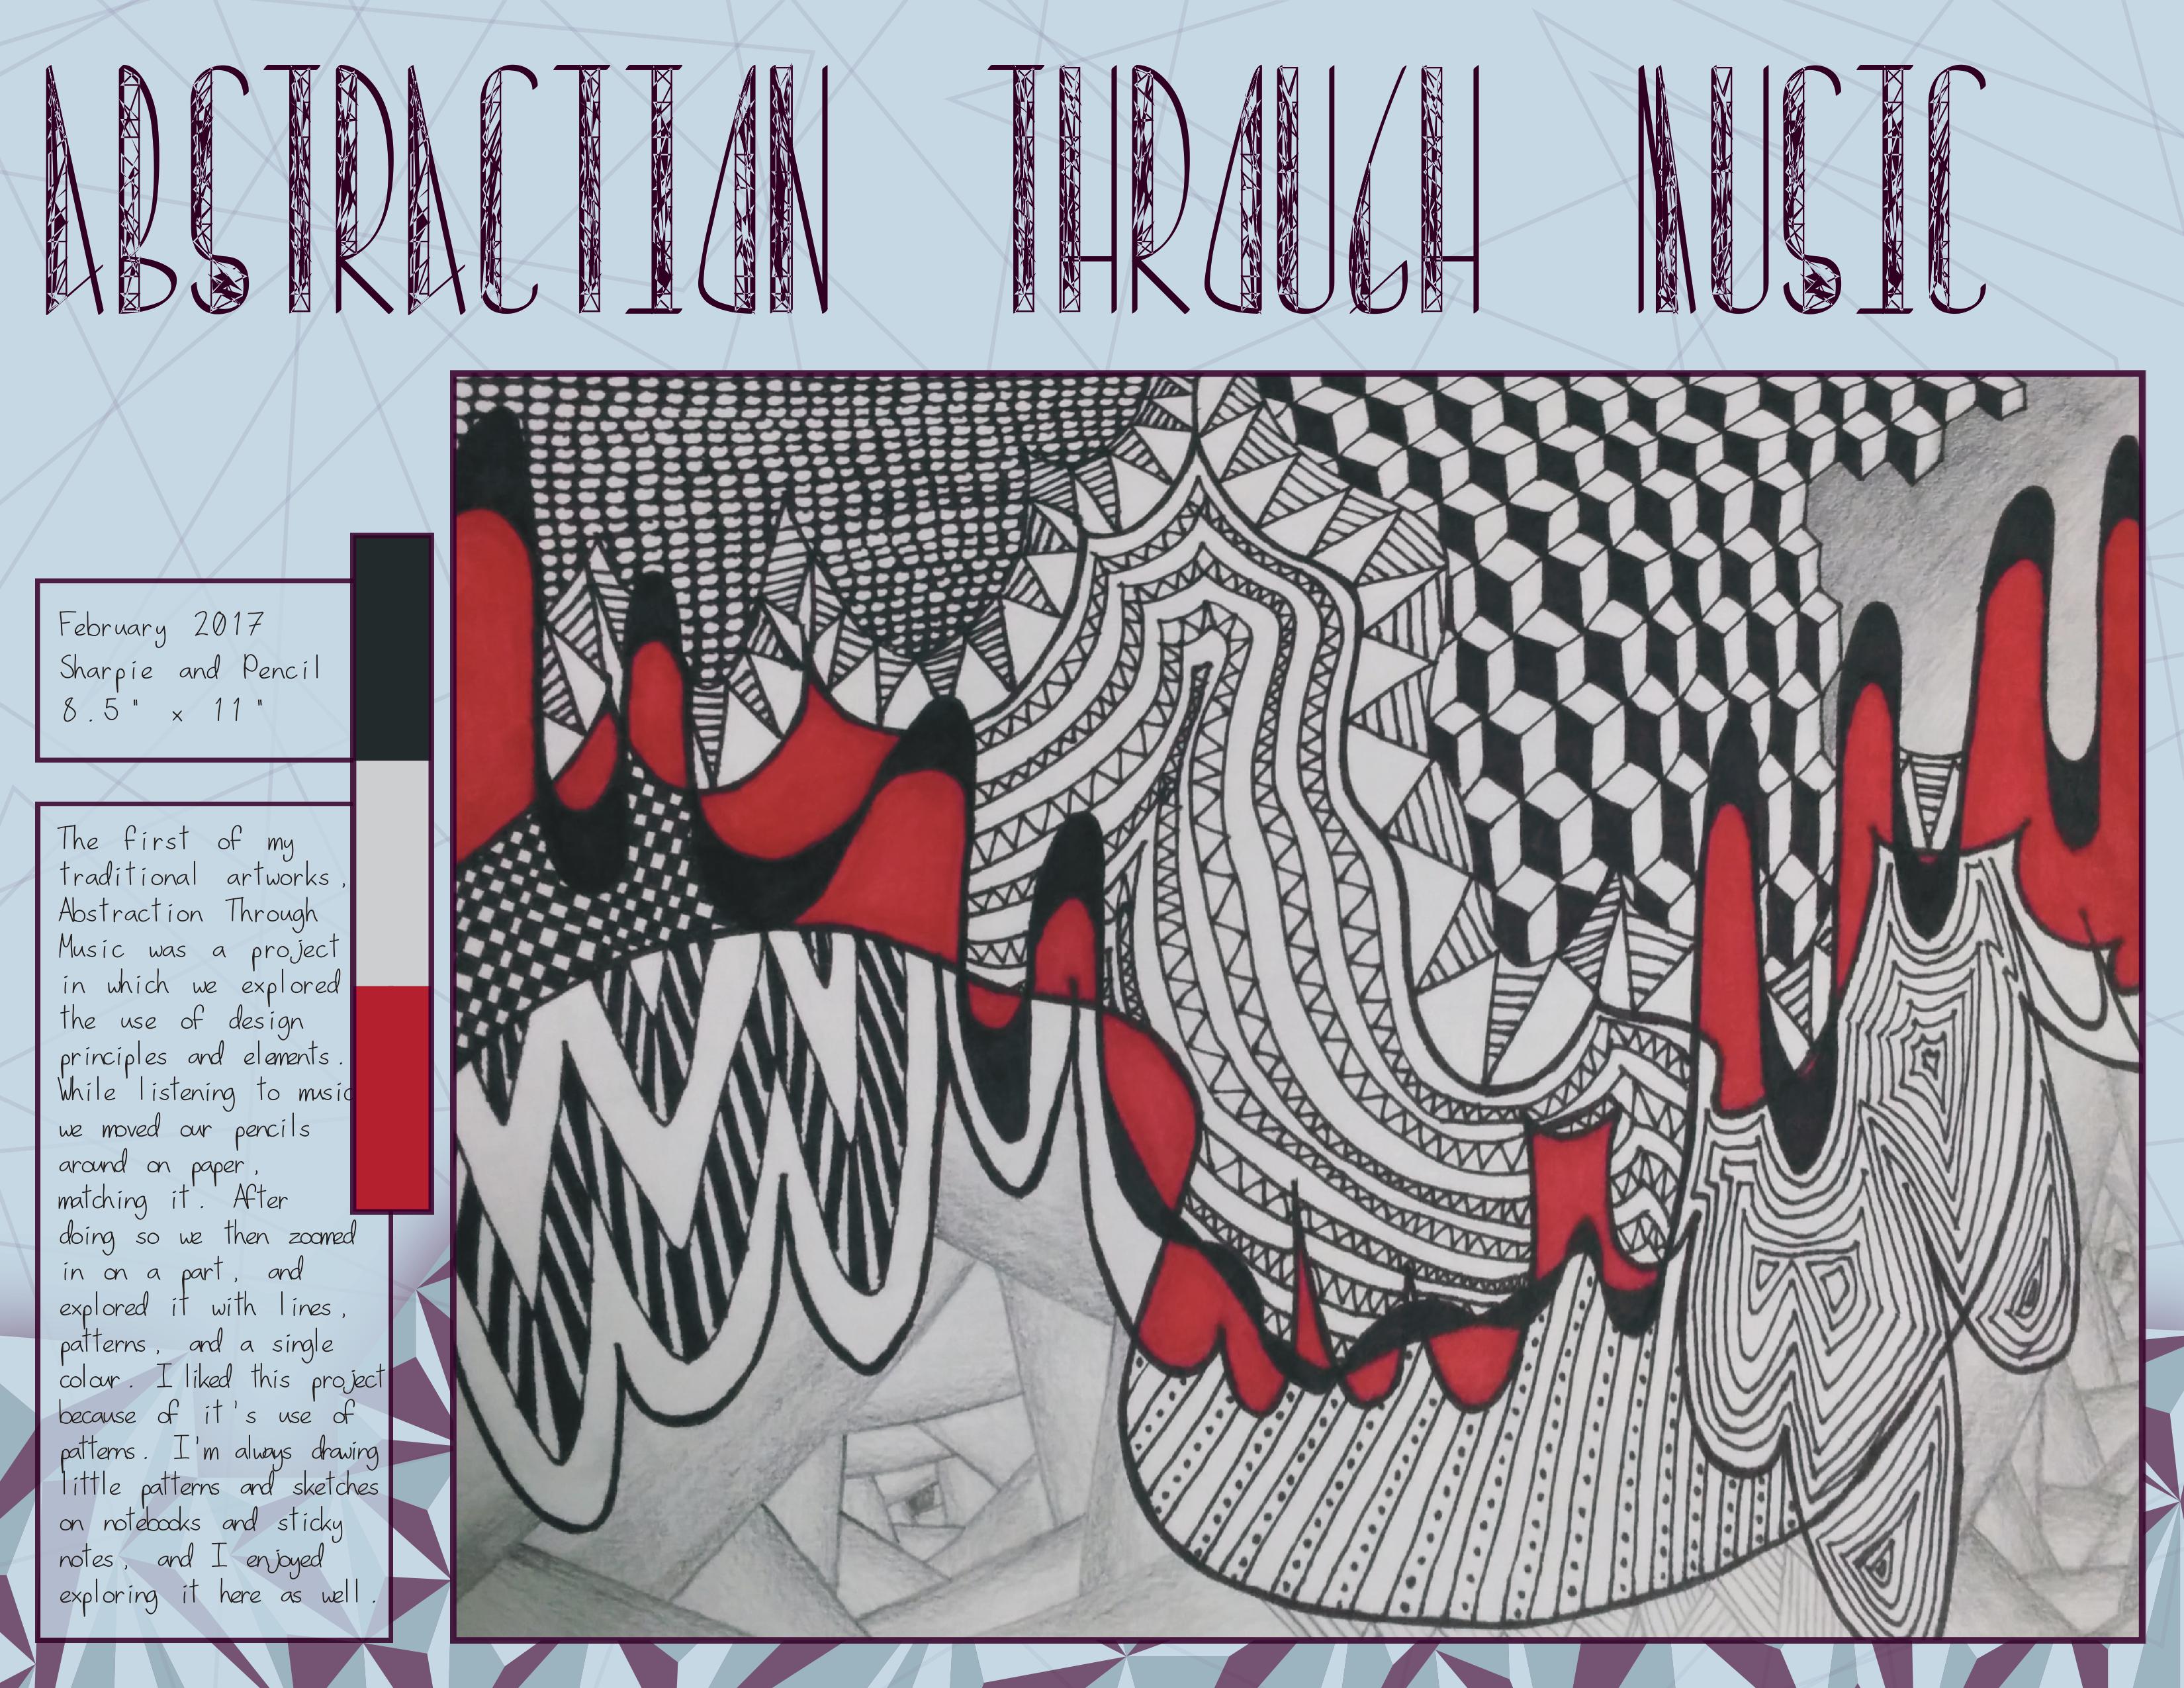 ABSTRACTION THROUGH MUSIC
February 2017
Sharpie and Pencil
8.5" x 11"
The first of my
traditional artworks,
Abstraction Through
Music was a project
in which we explored
the use of design
principles and elements.
While listening to music
we moved our pencils
around on paper,
matching it. After
doing so we then zoomed
in on a part, and
explored it with lines,
patterns, and a single
colour. I liked this project
because of it's use of
patterns. I'm always drawing
little patterns and sketches
on notebooks and sticky
notes, and I enjoyed
exploring it here as well.